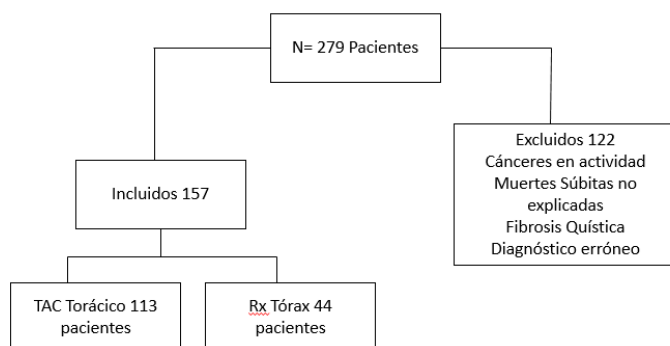 N= 279 Pacientes
Excluidos 122
Cánceres en actividad
Muertes Súbitas no
explicadas
Fibrosis Quística
Diagnóstico erróneo
Incluidos 157
TAC Torácico 113
pacientes
Rx Tórax 44
pacientes